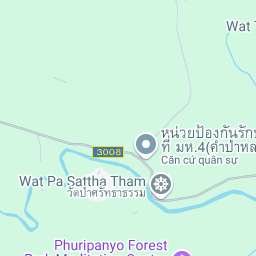 Wat
3008
หน่วยป้องกันรักษ
ที่ มห.4(คำป่าหล
Căn cứ quân sự
Wat Pa Sattha Tham
วัดป่าศรัทธาธรรม
Phuripanyo Forest